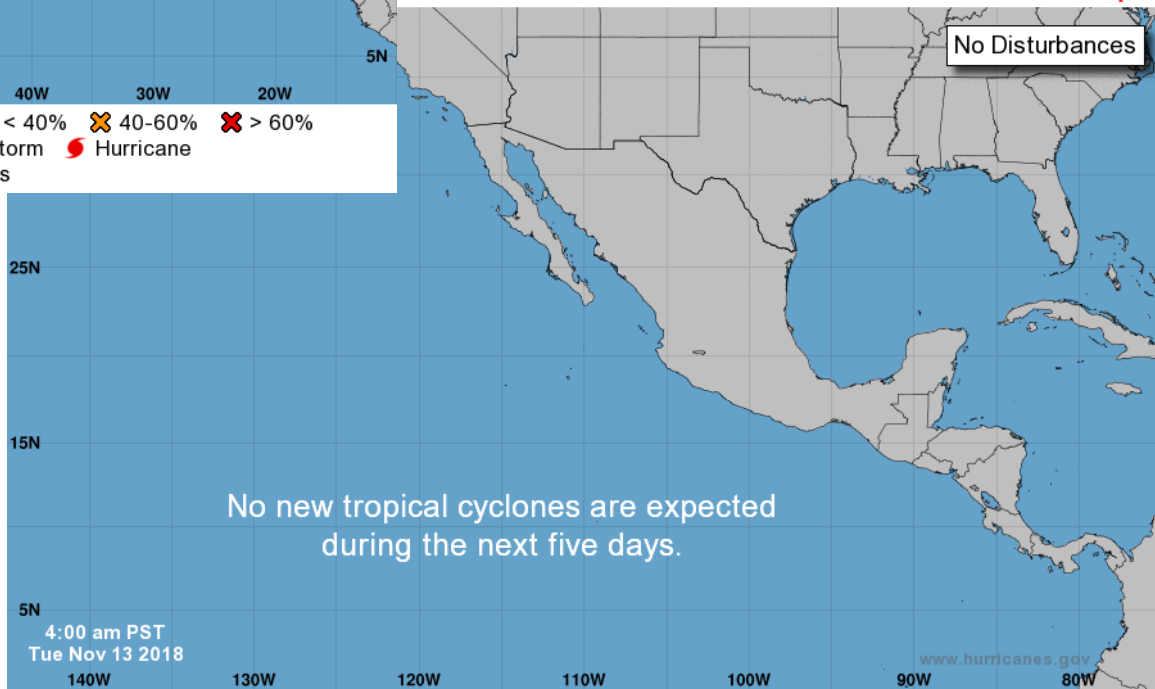 5N
No Disturbances
40W 30W 20W
< 40% 40-60% > 60%
torm Hurricane
s
25N
15N
No new tropical cyclones are expected
during the next five days.
5N
4:00 am PST
Tue Nov 13 2018
www.hurricanes.gov
140W 130W 120W 110W 100W 90W 80W